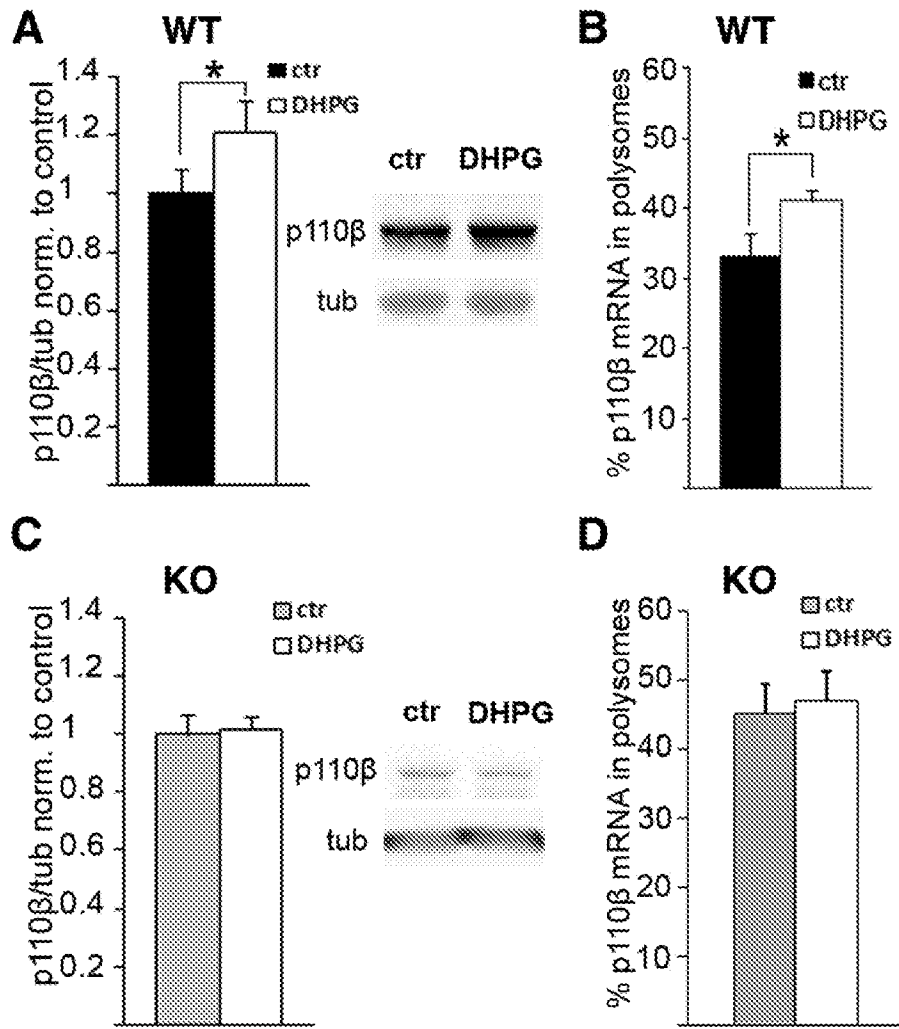 A WT
* ctr
DHPG
1.4
1.2
1
0.8
0.6
0.4
0.2
p110β/tub norm. to control
ctr DHPG
p110β
tub
B WT
ctr
DHPG
*
60
50
40
30
20
10
% p110β mRNA in polysomes
C KO
ctr
DHPG
1.4
1.2
1
0.8
0.6
0.4
0.2
p110β/tub norm. to control
ctr DHPG
p110β
tub
D KO
ctr
DHPG
60
50
40
30
20
10
% p110β mRNA in polysomes